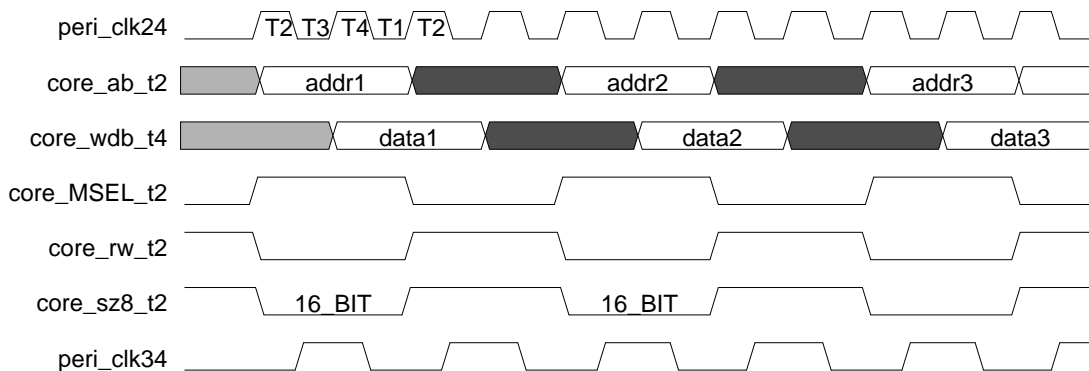 peri_clk24 T2 T3 T4 T1 T2
core_ab_t2 addr1 addr2 addr3
core_wdb_t4 data1 data2 data3
core_MSEL_t2
core_rw_t2
core_sz8_t2 16_BIT 16_BIT
peri_clk34